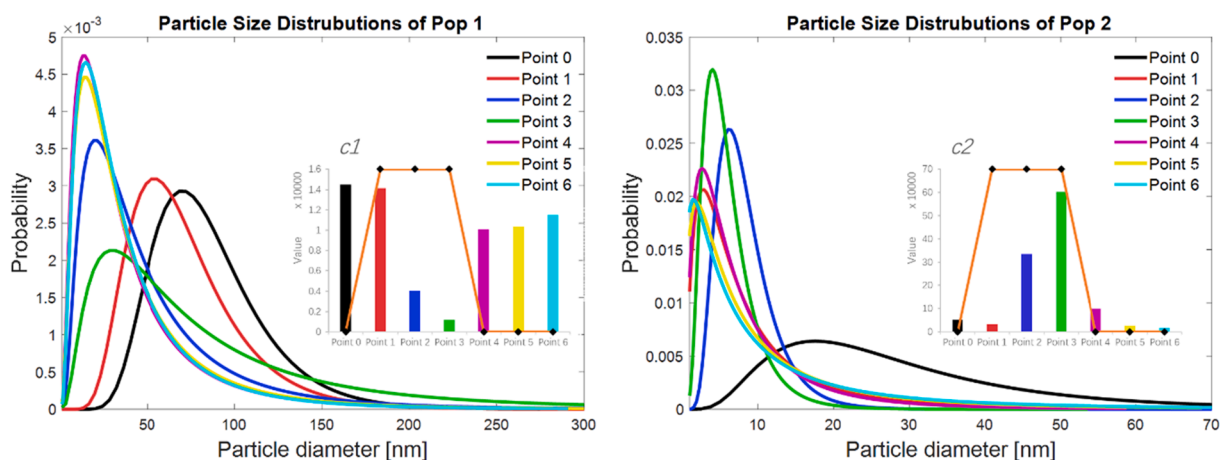 Particle Size Distrubutions of Pop 1
×10⁻³
5
4.5
4
3.5
3
2.5
2
1.5
1
0.5
0
Probability
50
100
150
200
250
300
Particle diameter [nm]
Point 0
Point 1
Point 2
Point 3
Point 4
Point 5
Point 6
c1
x 10000
Value
1.6
1.4
1.2
1
0.8
0.6
0.4
0.2
0
Point 0 Point 1 Point 2 Point 3 Point 4 Point 5 Point 6
Particle Size Distrubutions of Pop 2
0.035
0.03
0.025
0.02
0.015
0.01
0.005
0
Probability
10
20
30
40
50
60
70
Particle diameter [nm]
Point 0
Point 1
Point 2
Point 3
Point 4
Point 5
Point 6
c2
x 10000
Value
70
60
50
40
30
20
10
0
Point 0 Point 1 Point 2 Point 3 Point 4 Point 5 Point 6